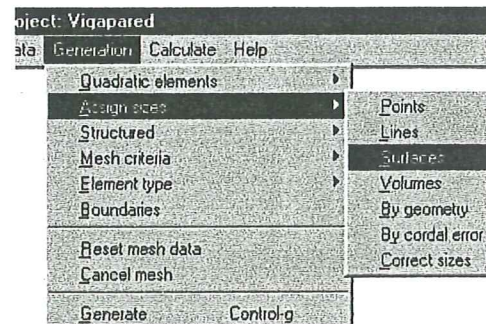 oject: Vigapared
ata Generation Calculate Help
Quadratic elements
Assign sizes
Structured
Mesh criteria
Element type
Boundaries
Reset mesh data
Cancel mesh
Generate Control-g
Points
Lines
Surfaces
Volumes
By geometry
By cordal error
Correct sizes